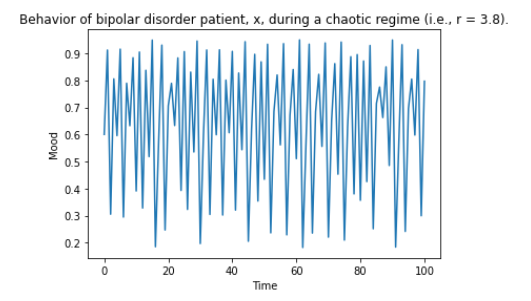 Behavior of bipolar disorder patient, x, during a chaotic regime (i.e., r = 3.8).
0.9
0.8
0.7
0.6
0.5
0.4
0.3
0.2
Mood
0 20 40 60 80 100
Time